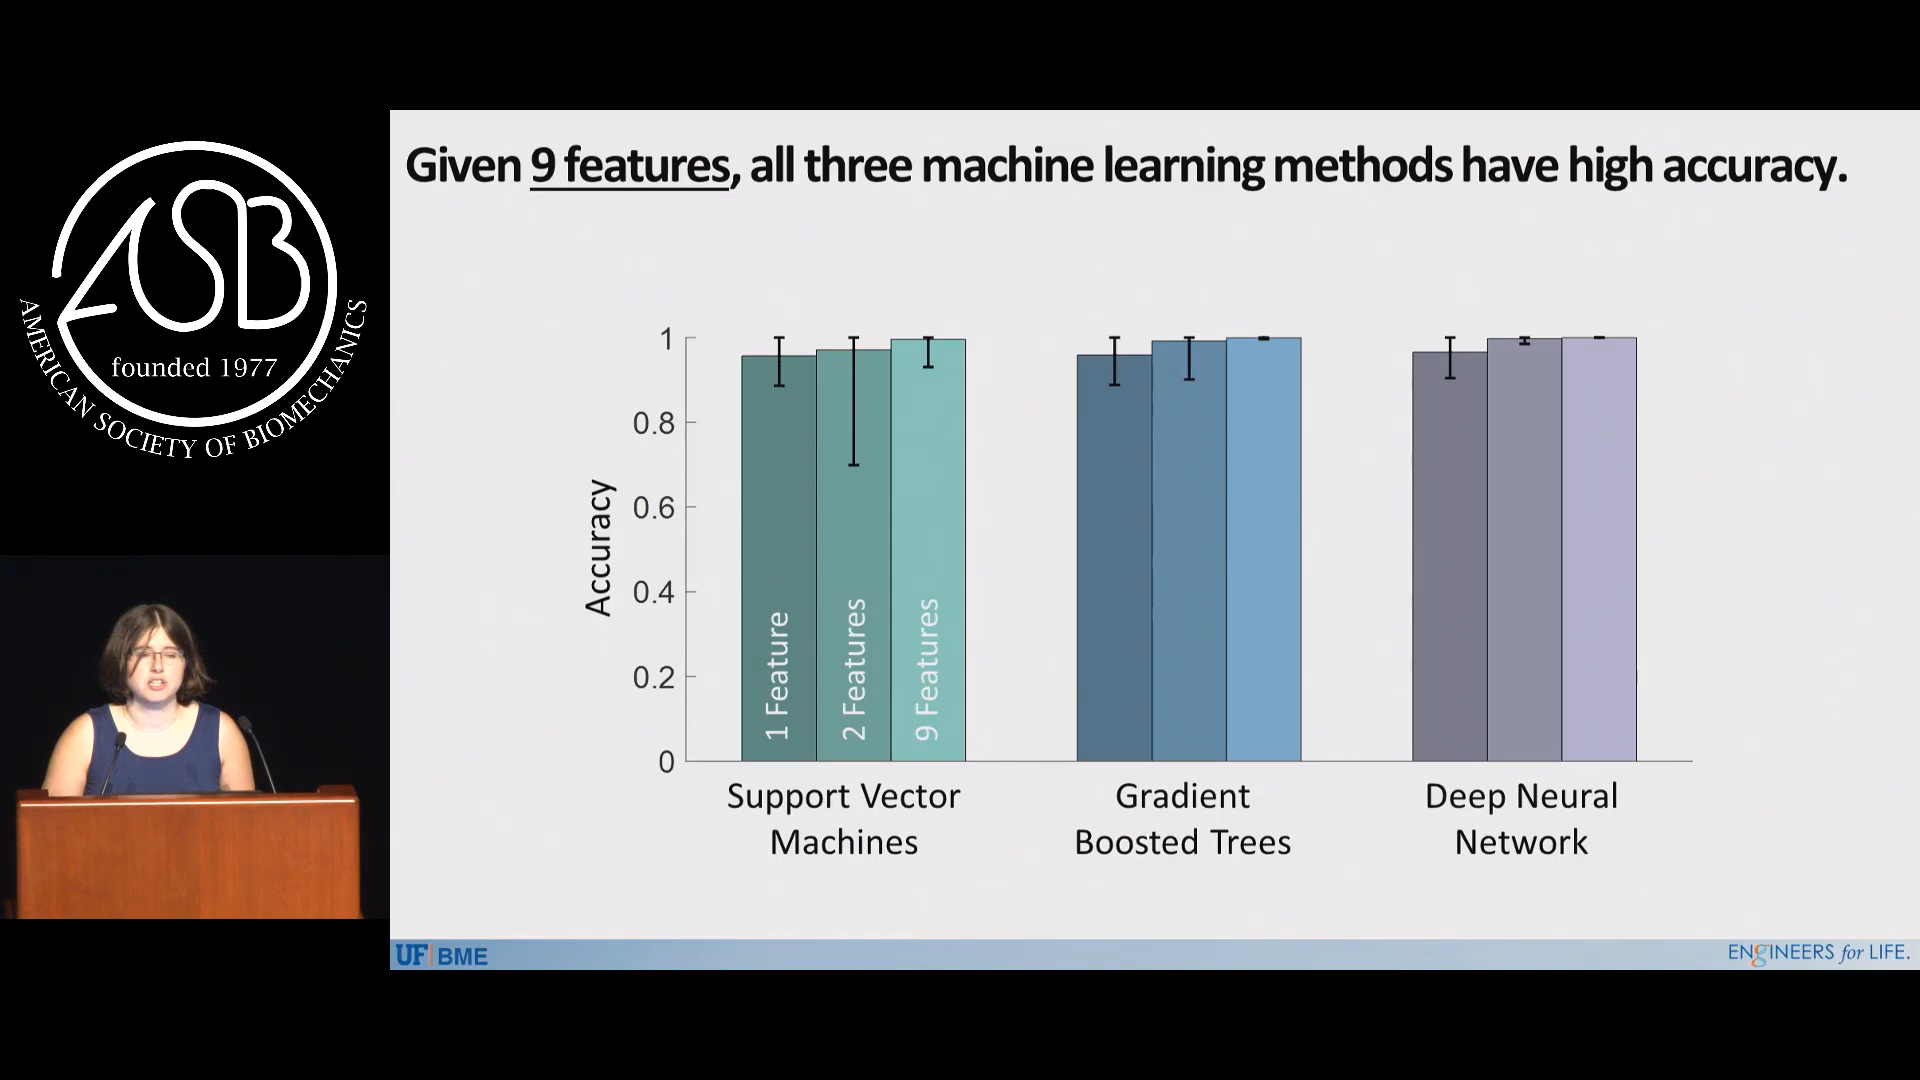 ASB
founded 1977
AMERICAN SOCIETY OF BIOMECHANICS
Given 9 features, all three machine learning methods have high accuracy.
1
0.8
0.6
0.4
0.2
0
Accuracy
1 Feature
2 Features
9 Features
Support Vector
Machines
Gradient
Boosted Trees
Deep Neural
Network
UF BME
ENGINEERS for LIFE.